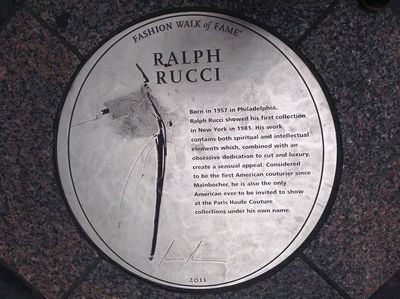 FASHION WALK of FAME®
RALPH
RUCCI
Born in 1957 in Philadelphia,
Ralph Rucci showed his first collection
in New York in 1981. His work
contains both spiritual and intellectual
elements which, combined with an
obsessive dedication to cut and luxury,
create a sensual appeal. Considered
to be the first American couturier since
Mainbocher, he is also the only
American ever to be invited to show
at the Paris Haute Couture
collections under his own name.
2011